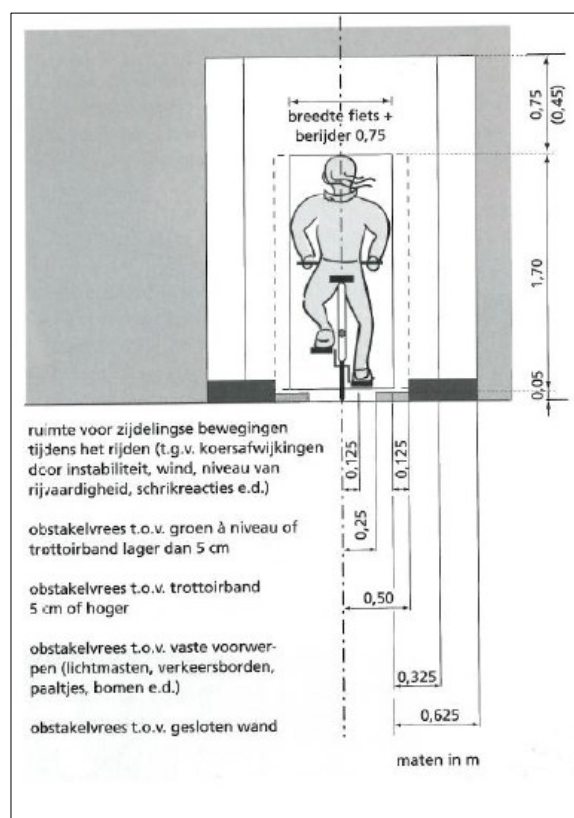 breedte fiets +
berijder 0,75
0,75
(0,45)
1,70
0,05
ruimte voor zijdelingse bewegingen
tijdens het rijden (t.g.v. koersafwijkingen
door instabiliteit, wind, niveau van
rijvaardigheid, schrikreacties e.d.)
0,125
0,125
obstakelvrees t.o.v. groen à niveau of
trottoirband lager dan 5 cm
0,25
obstakelvrees t.o.v. trottoirband
5 cm of hoger
0,50
obstakelvrees t.o.v. vaste voorwer-
pen (lichtmasten, verkeersborden,
paaltjes, bomen e.d.)
0,325
obstakelvrees t.o.v. gesloten wand
0,625
maten in m